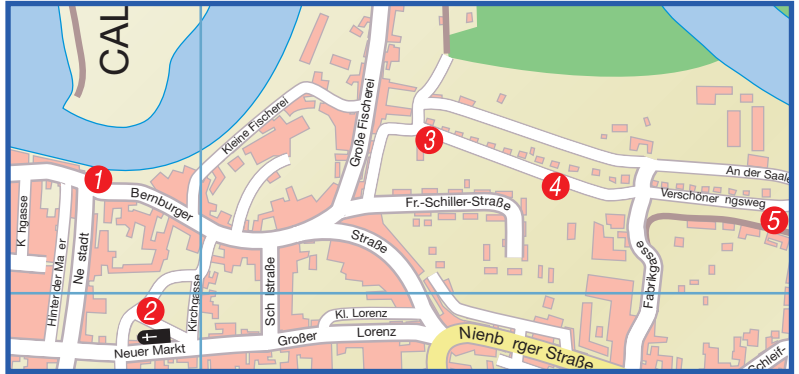 CAL
Kleine Fischerei
Große Fischerei
3
An der Saale
1
4
Verschöner ngsweg
Bernburger
Fr.-Schiller-Straße
5
K hgasse
Hinter der Ma er
Ne stadt
Straße
Fabrikgasse
Kirchgasse
Sch straße
2
Kl. Lorenz
Großer Lorenz
Neuer Markt
Nienb rger Straße
Schleif-